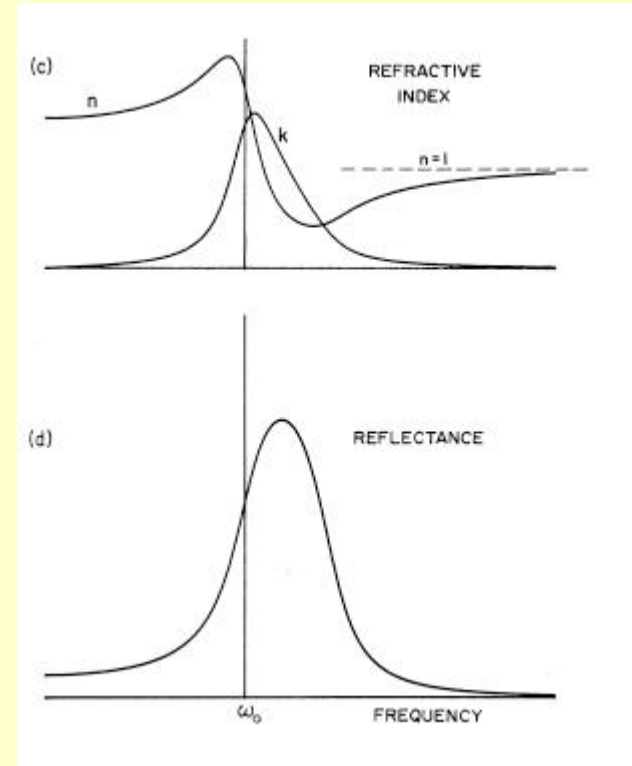 (c)
REFRACTIVE
INDEX
n
k
n = 1
(d)
REFLECTANCE
ω₀
FREQUENCY